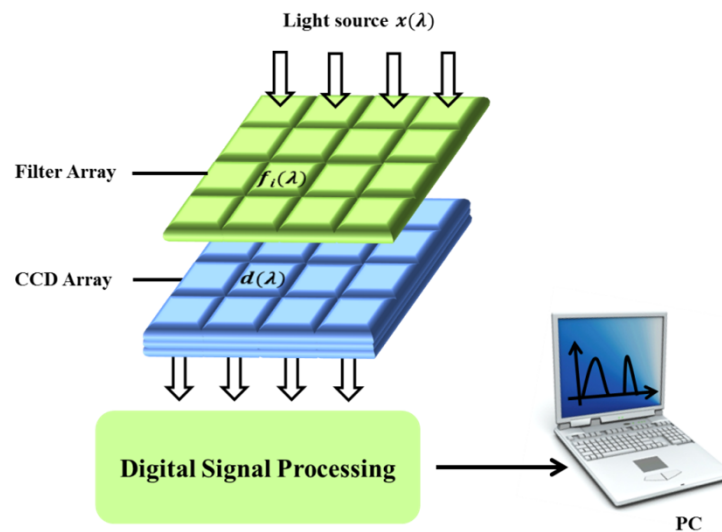 Light source x(λ)
Filter Array
f_i(λ)
CCD Array
d(λ)
Digital Signal Processing
PC